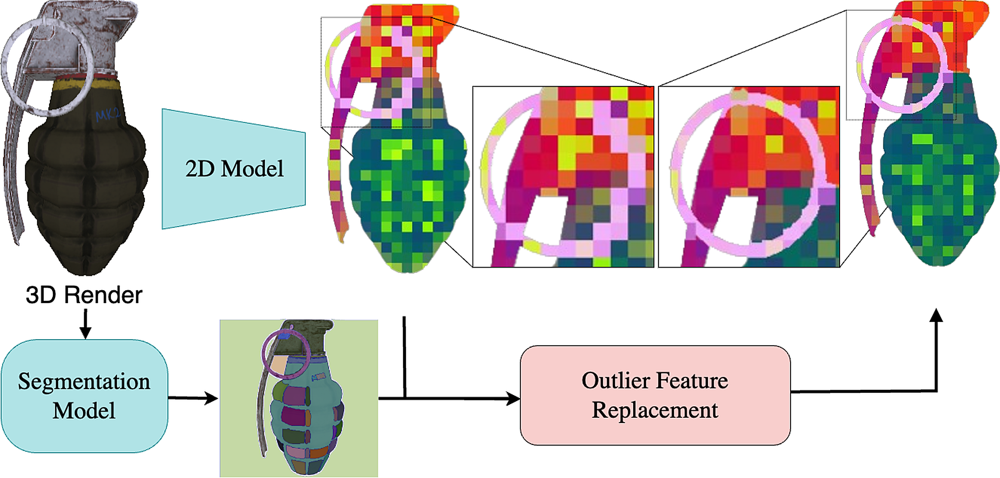 MK2
2D Model
3D Render
Segmentation
Model
Outlier Feature
Replacement